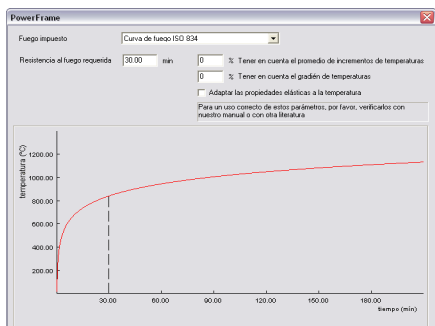 PowerFrame
Fuego impuesto
Curva de fuego ISO 834
Resistencia al fuego requerida 30.00 min
0 % Tener en cuenta el promedio de incrementos de temperaturas
0 % Tener en cuenta el gradién de temperaturas
Adaptar las propiedades elásticas a la temperatura
Para un uso correcto de estos parámetros, por favor, verificarlos con
nuestro manual o con otra literatura
temperatura (ºC)
1200.00
1000.00
800.00
600.00
400.00
200.00
30.00 60.00 90.00 120.00 150.00 180.00
tiempo (min)